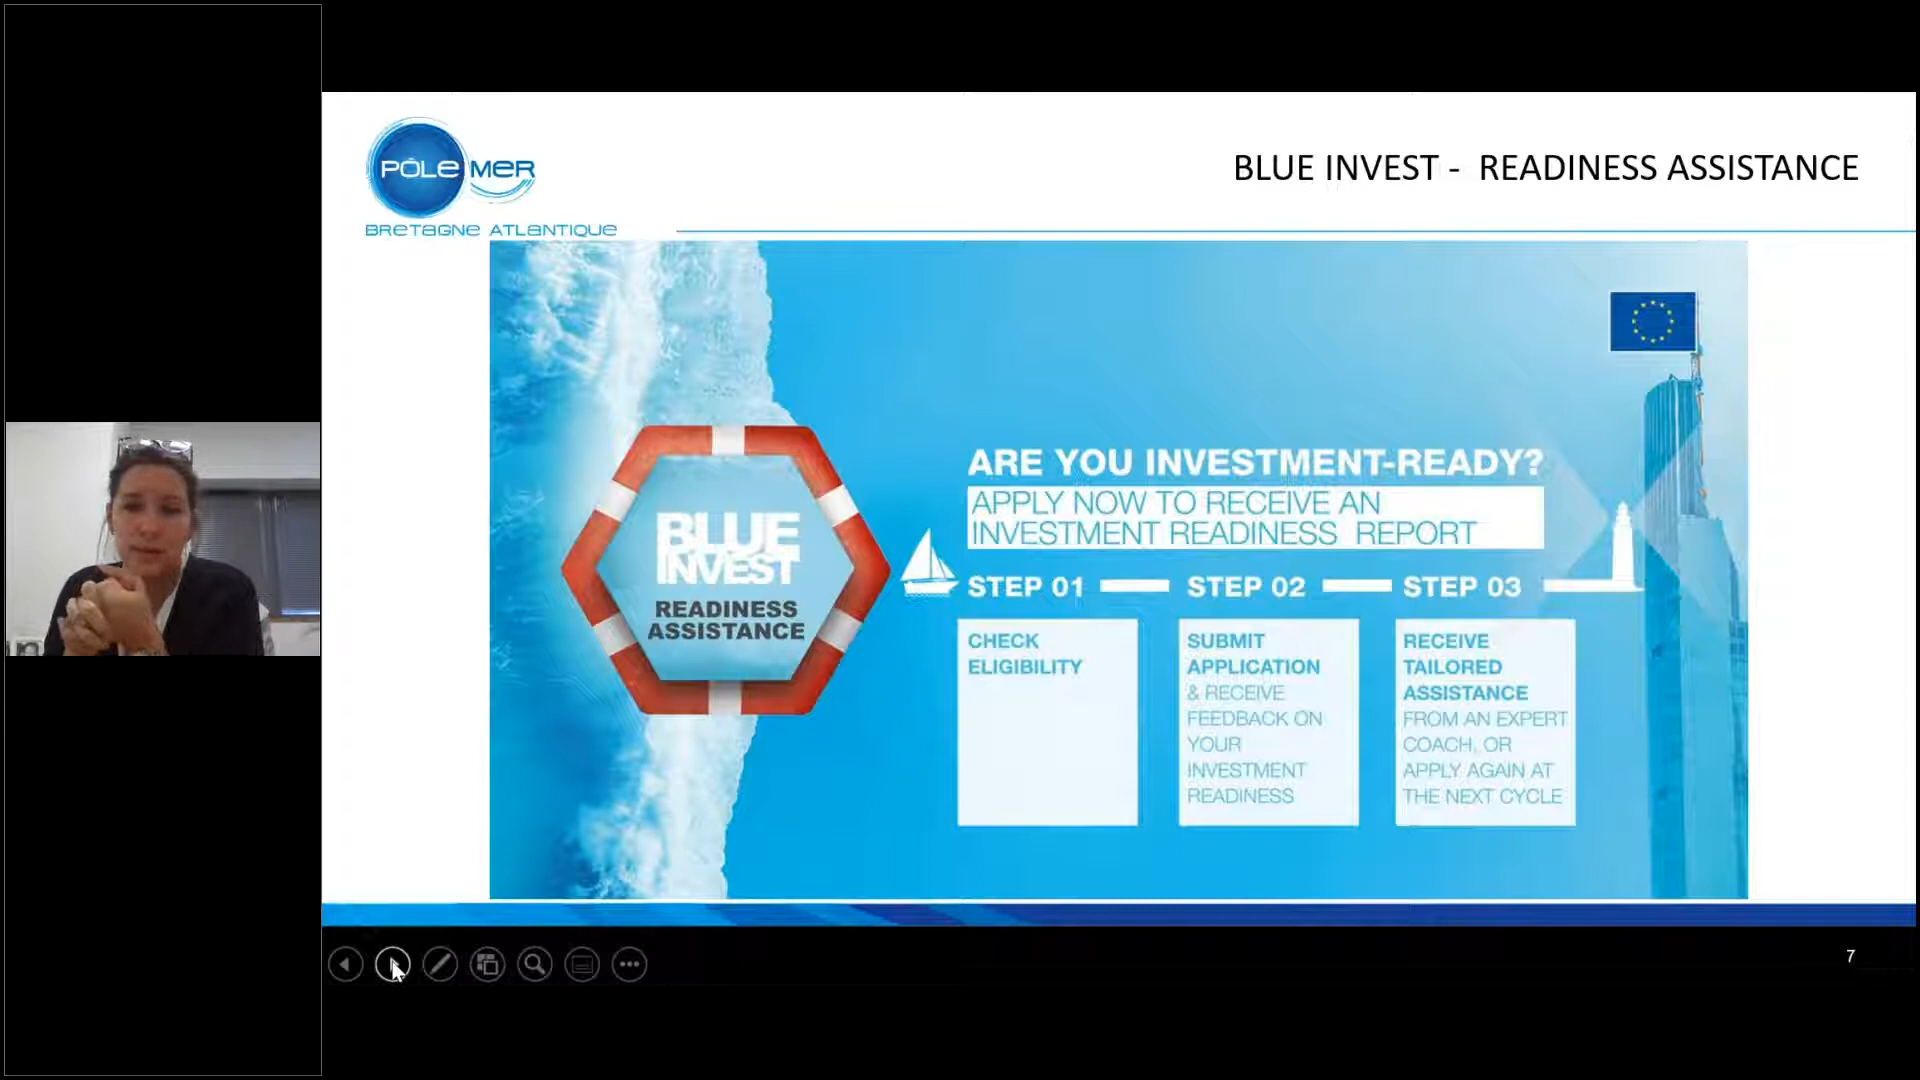 PÔLE MER
BRETAGNE ATLANTIQUE
BLUE INVEST - READINESS ASSISTANCE
BLUE
INVEST
READINESS
ASSISTANCE
ARE YOU INVESTMENT-READY?
APPLY NOW TO RECEIVE AN
INVESTMENT READINESS REPORT
STEP 01
STEP 02
STEP 03
CHECK
ELIGIBILITY
SUBMIT
APPLICATION
& RECEIVE
FEEDBACK ON
YOUR
INVESTMENT
READINESS
RECEIVE
TAILORED
ASSISTANCE
FROM AN EXPERT
COACH, OR
APPLY AGAIN AT
THE NEXT CYCLE
7